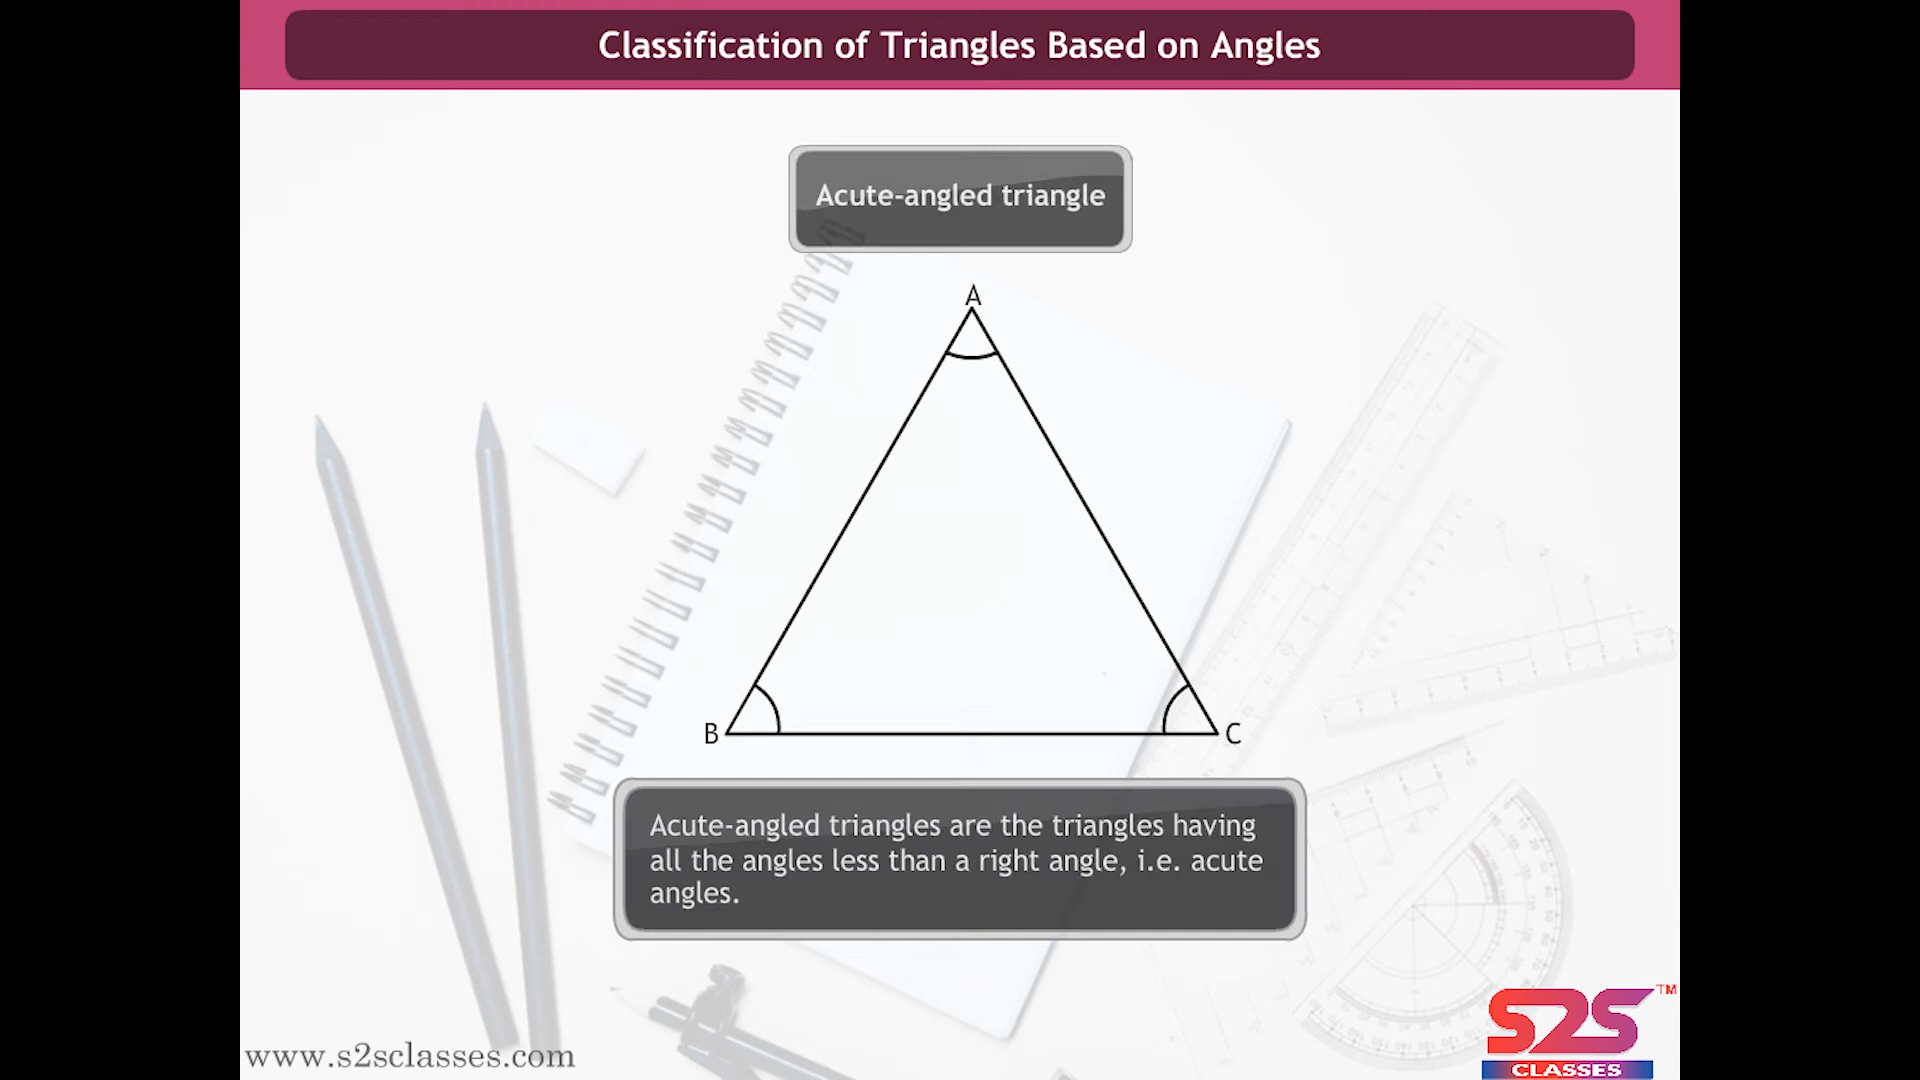 Classification of Triangles Based on Angles
Acute-angled triangle
A
B
C
Acute-angled triangles are the triangles having
all the angles less than a right angle, i.e. acute
angles.
www.s2sclasses.com
S2S
TM
CLASSES